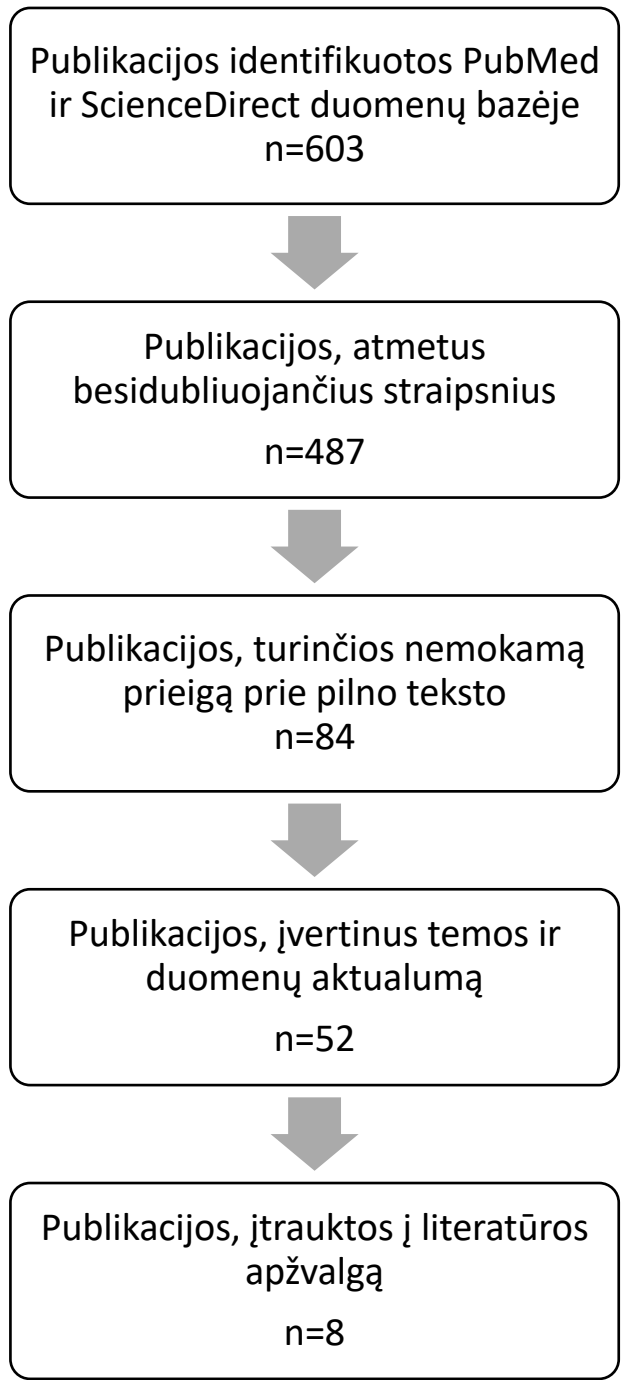 Publikacijos identifikuotos PubMed
ir ScienceDirect duomenų bazėje
n=603
Publikacijos, atmetus
besidubliuojančius straipsnius
n=487
Publikacijos, turinčios nemokamą
prieigą prie pilno teksto
n=84
Publikacijos, įvertinus temos ir
duomenų aktualumą
n=52
Publikacijos, įtrauktos į literatūros
apžvalgą
n=8